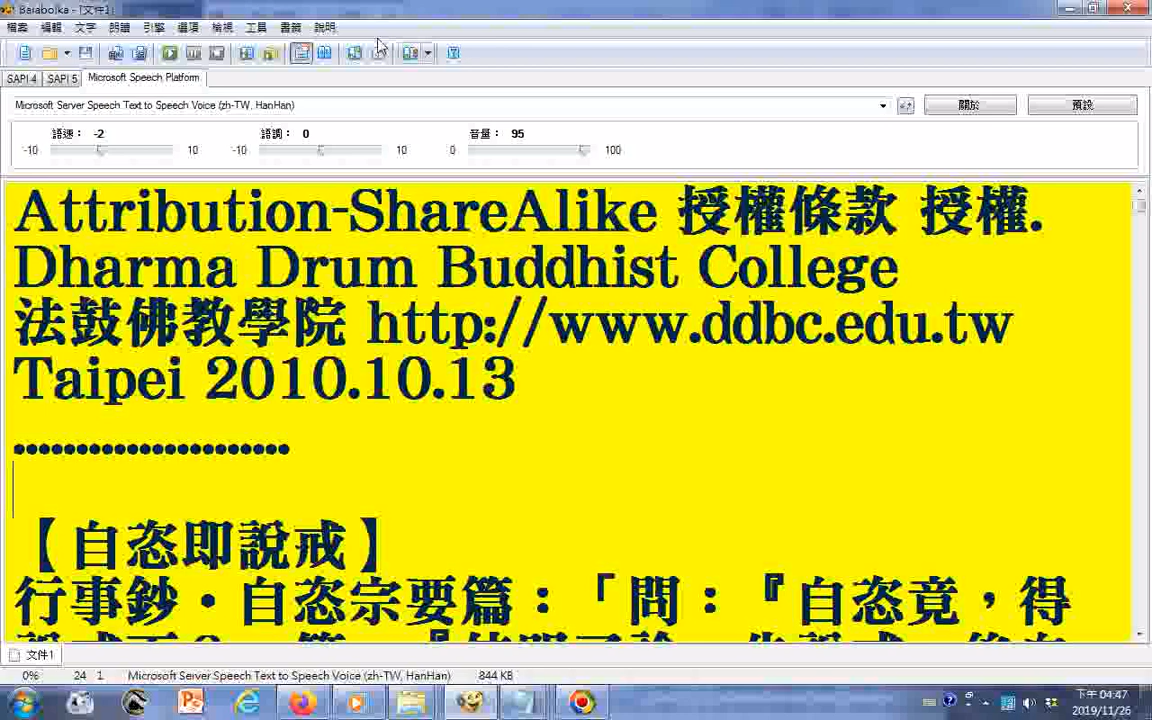 Balabolka - [文件1]
檔案 編輯 文字 朗讀 引擎 選項 檢視 工具 書籤 說明
SAPI 4 SAPI 5 Microsoft Speech Platform
Microsoft Server Speech Text to Speech Voice (zh-TW, HanHan) 關於 預設
語速: -2 語調: 0 音量: 95
-10 10 -10 10 0 100
Attribution-ShareAlike 授權條款 授權.
Dharma Drum Buddhist College
法鼓佛教學院 http://www.ddbc.edu.tw
Taipei 2010.10.13
••••••••••••••••••••••
【自恣即說戒】
行事鈔•自恣宗要篇：「問：『自恣竟，得
文件1
0% 24 1 Microsoft Server Speech Text to Speech Voice (zh-TW, HanHan) 844 KB
下午 04:47
2019/11/26